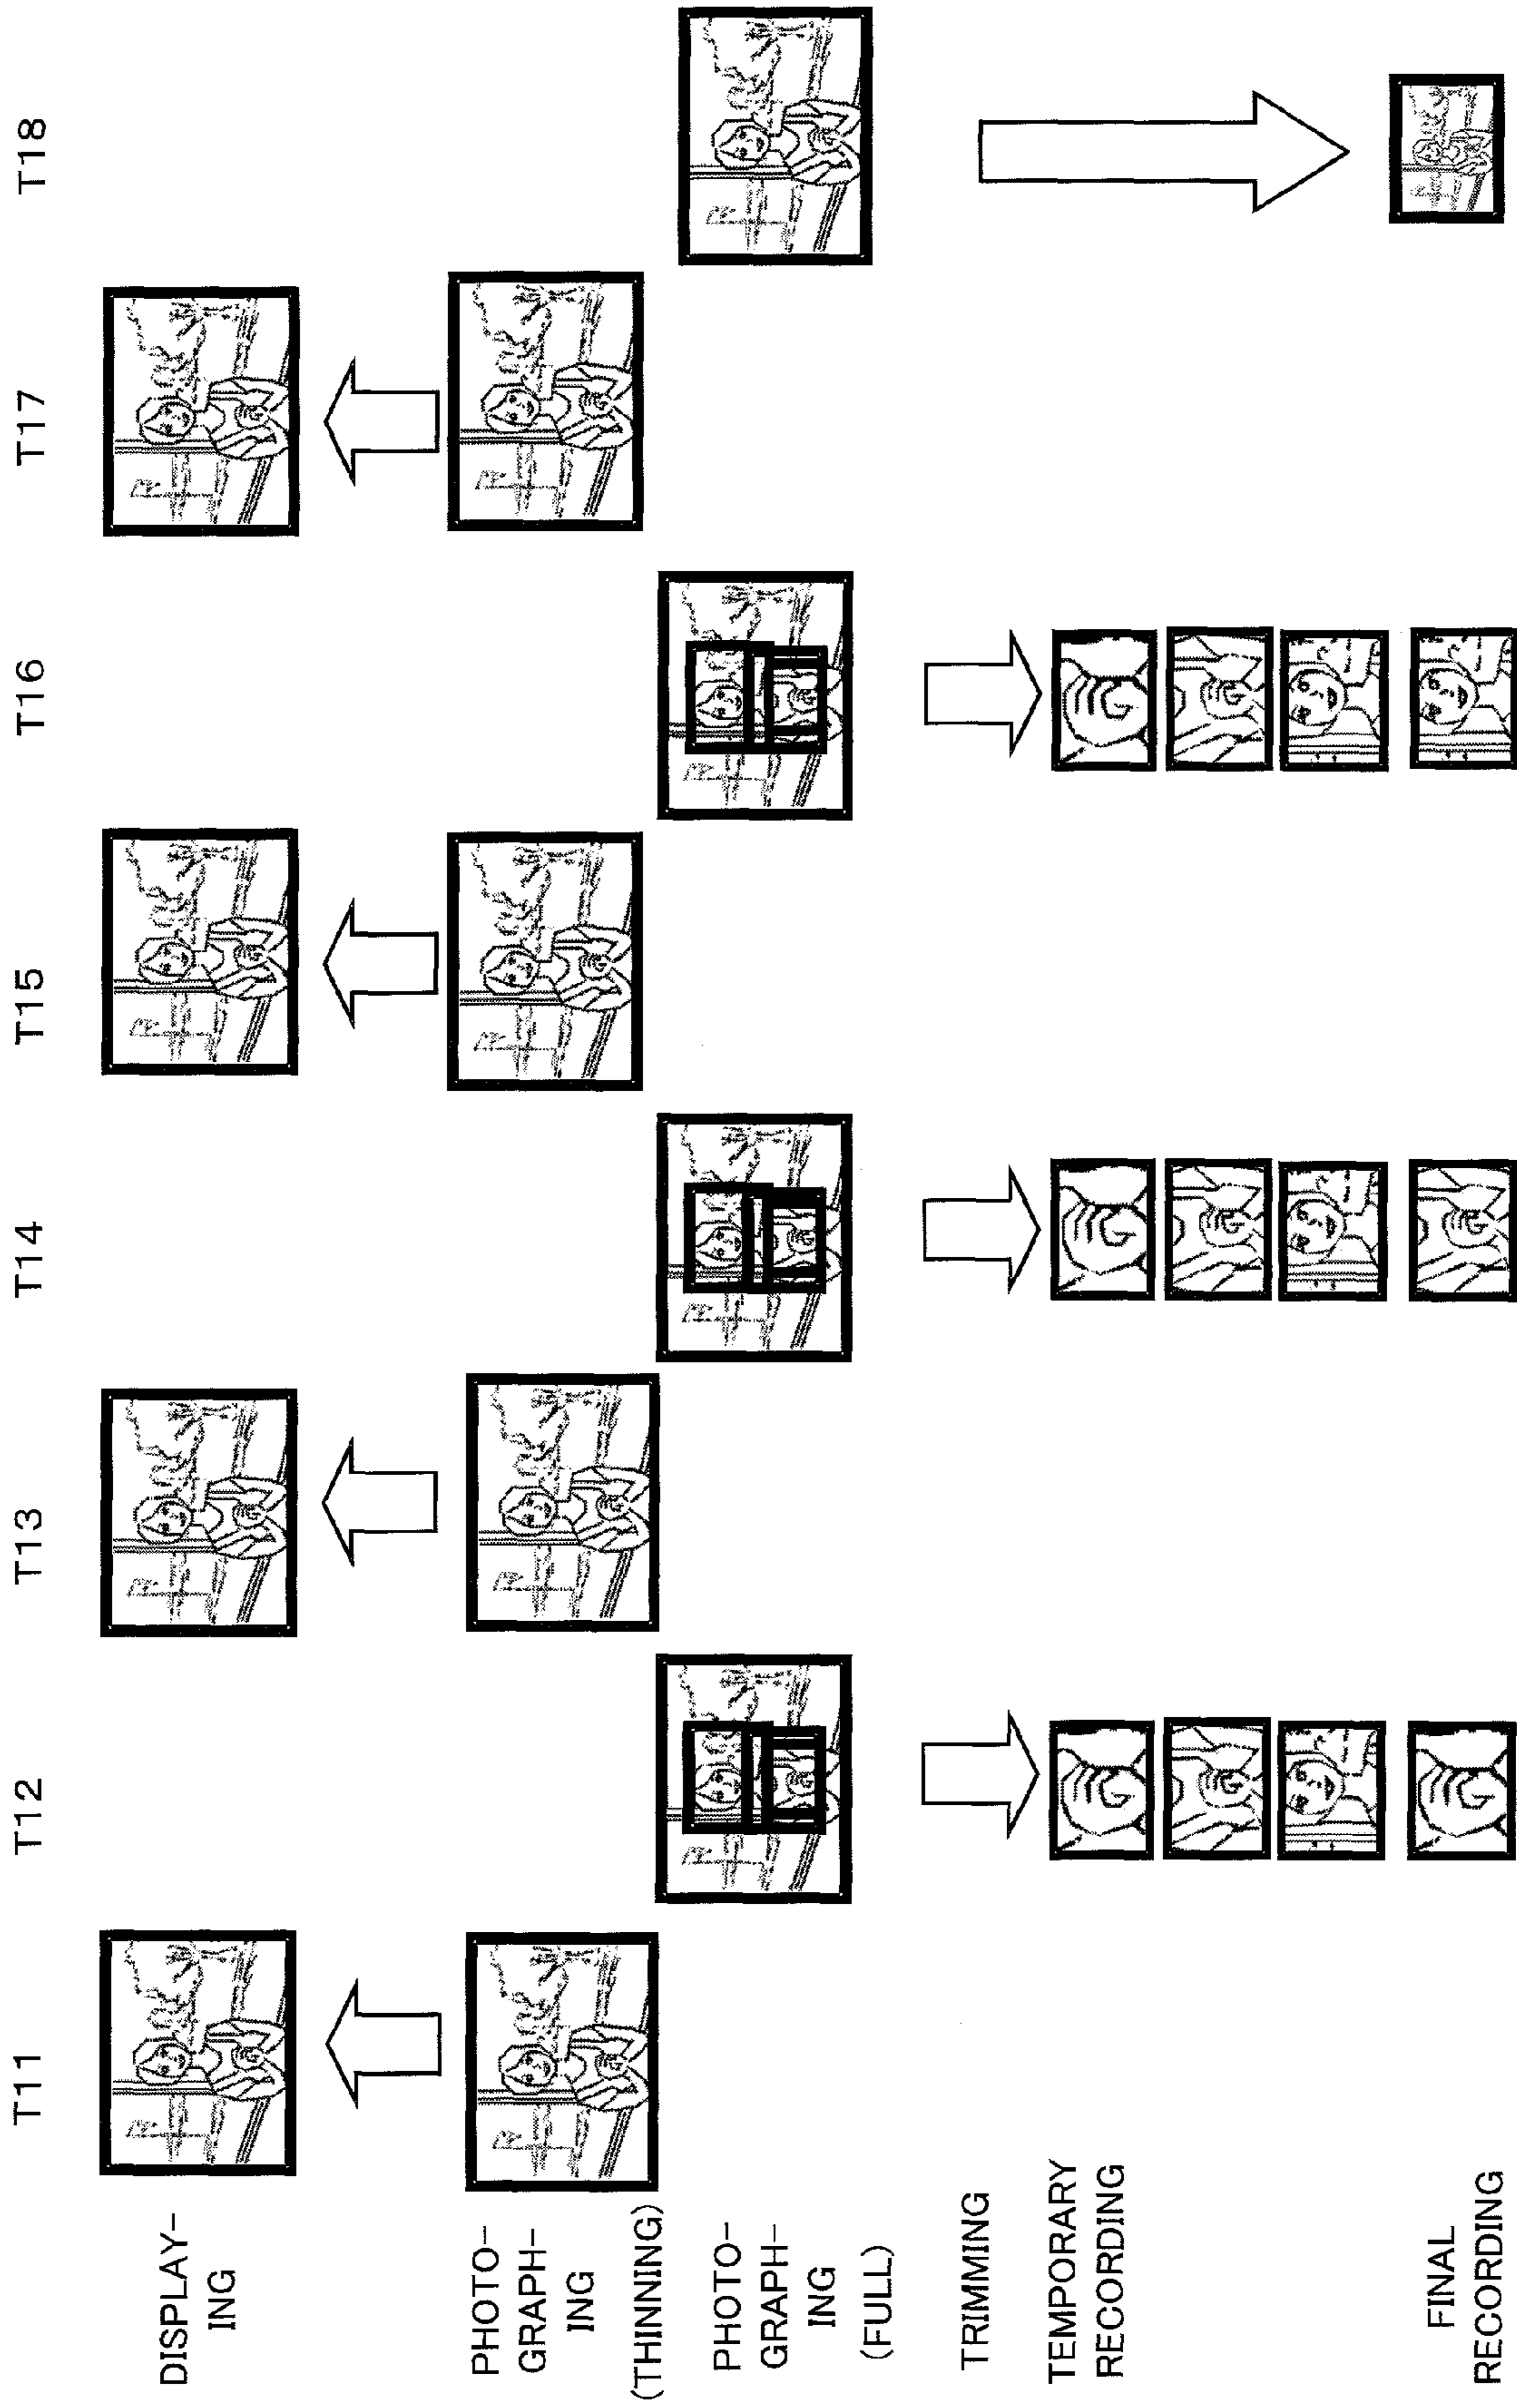 T11
T12
T13
T14
T15
T16
T17
T18
DISPLAY-
ING
PHOTO-
GRAPH-
ING
(THINNING)
PHOTO-
GRAPH-
ING
(FULL)
TRIMMING
TEMPORARY
RECORDING
FINAL
RECORDING